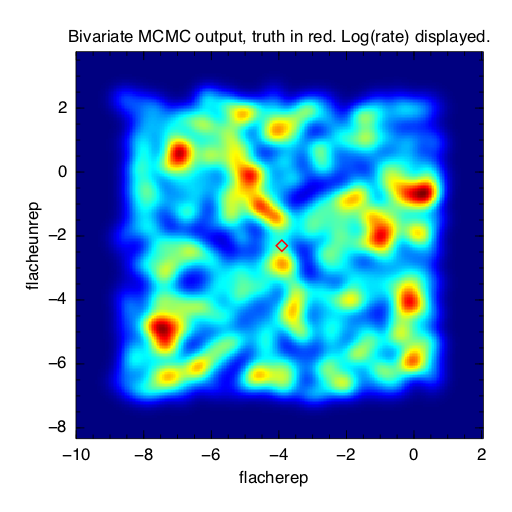 Bivariate MCMC output, truth in red. Log(rate) displayed.
2
0
−2
−4
−6
−8
flacheunrep
−10 −8 −6 −4 −2 0 2
flacherep